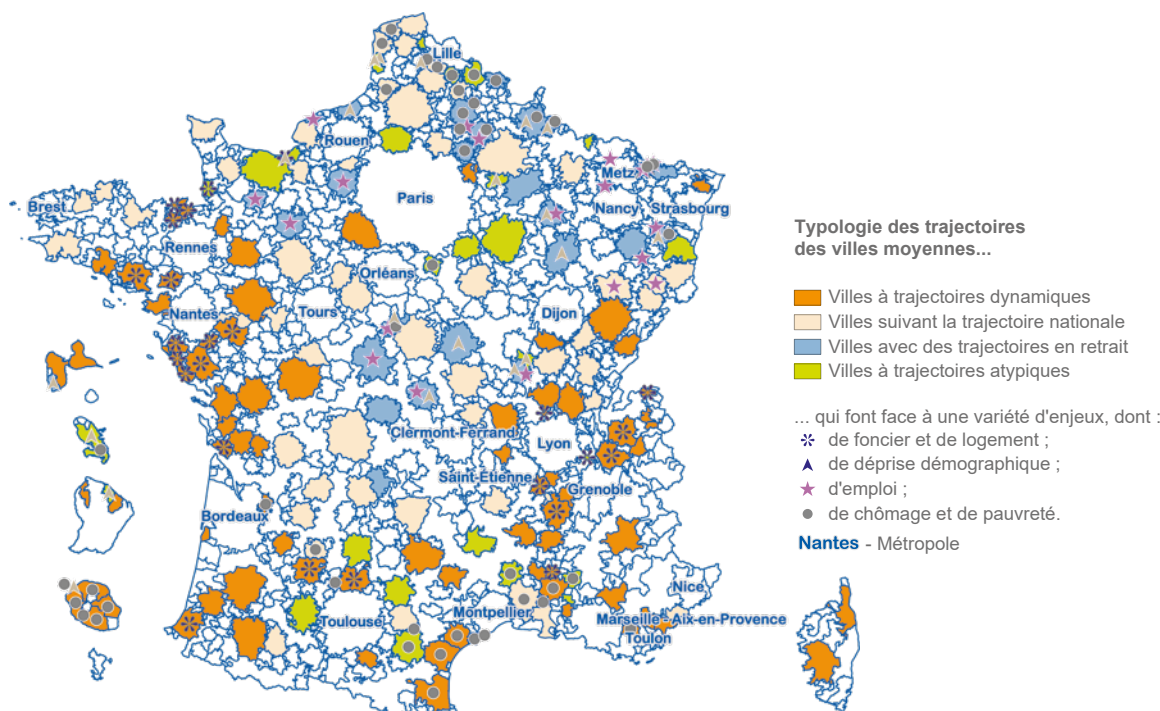 Lille
Rouen
Metz
Paris
Nancy
Strasbourg
Brest
Rennes
Orléans
Nantes
Tours
Dijon
Clermont-Ferrand
Lyon
Saint-Étienne
Grenoble
Bordeaux
Nice
Toulouse
Montpellier
Marseille - Aix-en-Provence
Toulon
Typologie des trajectoires
des villes moyennes...
Villes à trajectoires dynamiques
Villes suivant la trajectoire nationale
Villes avec des trajectoires en retrait
Villes à trajectoires atypiques
... qui font face à une variété d'enjeux, dont :
de foncier et de logement ;
de déprise démographique ;
d'emploi ;
de chômage et de pauvreté.
Nantes - Métropole